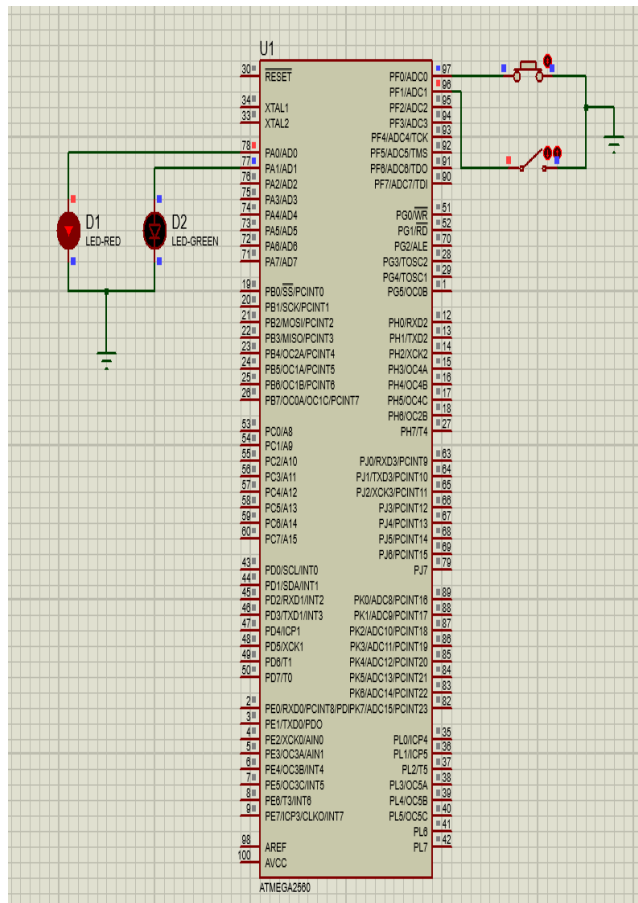 U1
30 RESET PF0/ADC0 97
PF1/ADC1 96
34 XTAL1 PF2/ADC2 95
33 XTAL2 PF3/ADC3 94
PF4/ADC4/TCK 93
78 PA0/AD0 PF5/ADC5/TMS 92
77 PA1/AD1 PF6/ADC6/TDO 91
76 PA2/AD2 PF7/ADC7/TDI 90
75 PA3/AD3
74 PA4/AD4 PG0/WR 51
73 PA5/AD5 PG1/RD 52
72 PA6/AD6 PG2/ALE 70
71 PA7/AD7 PG3/TOSC2 28
PG4/TOSC1 29
19 PB0/SS/PCINT0 PG5/OC0B 1
20 PB1/SCK/PCINT1
21 PB2/MOSI/PCINT2 PH0/RXD2 12
22 PB3/MISO/PCINT3 PH1/TXD2 13
23 PB4/OC2A/PCINT4 PH2/XCK2 14
24 PB5/OC1A/PCINT5 PH3/OC4A 15
25 PB6/OC1B/PCINT6 PH4/OC4B 16
26 PB7/OC0A/OC1C/PCINT7 PH5/OC4C 17
PH6/OC2B 18
53 PC0/A8 PH7/T4 27
54 PC1/A9
55 PC2/A10 PJ0/RXD3/PCINT9 63
56 PC3/A11 PJ1/TXD3/PCINT10 64
57 PC4/A12 PJ2/XCK3/PCINT11 65
58 PC5/A13 PJ3/PCINT12 66
59 PC6/A14 PJ4/PCINT13 67
60 PC7/A15 PJ5/PCINT14 68
PJ6/PCINT15 69
43 PD0/SCL/INT0 PJ7 79
44 PD1/SDA/INT1
45 PD2/RXD1/INT2 PK0/ADC8/PCINT16 89
46 PD3/TXD1/INT3 PK1/ADC9/PCINT17 88
47 PD4/ICP1 PK2/ADC10/PCINT18 87
48 PD5/XCK1 PK3/ADC11/PCINT19 86
49 PD6/T1 PK4/ADC12/PCINT20 85
50 PD7/T0 PK5/ADC13/PCINT21 84
PK6/ADC14/PCINT22 83
2 PE0/RXD0/PCINT8/PDI PK7/ADC15/PCINT23 82
3 PE1/TXD0/PDO
4 PE2/XCK0/AIN0 PL0/ICP4 35
5 PE3/OC3A/AIN1 PL1/ICP5 36
6 PE4/OC3B/INT4 PL2/T5 37
7 PE5/OC3C/INT5 PL3/OC5A 38
8 PE6/T3/INT6 PL4/OC5B 39
9 PE7/ICP3/CLKO/INT7 PL5/OC5C 40
PL6 41
98 AREF PL7 42
100 AVCC
ATMEGA2560
D1
LED-RED
D2
LED-GREEN